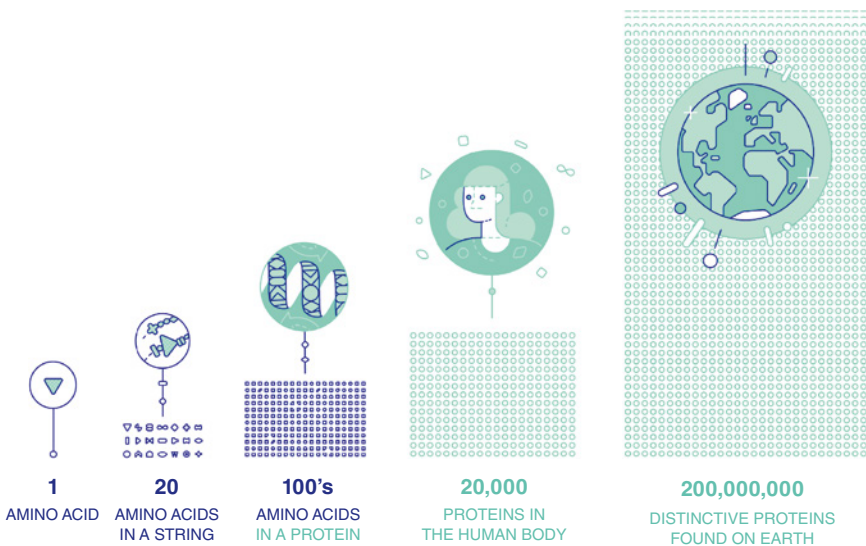 1
AMINO ACID
20
AMINO ACIDS
IN A STRING
100's
AMINO ACIDS
IN A PROTEIN
20,000
PROTEINS IN
THE HUMAN BODY
200,000,000
DISTINCTIVE PROTEINS
FOUND ON EARTH